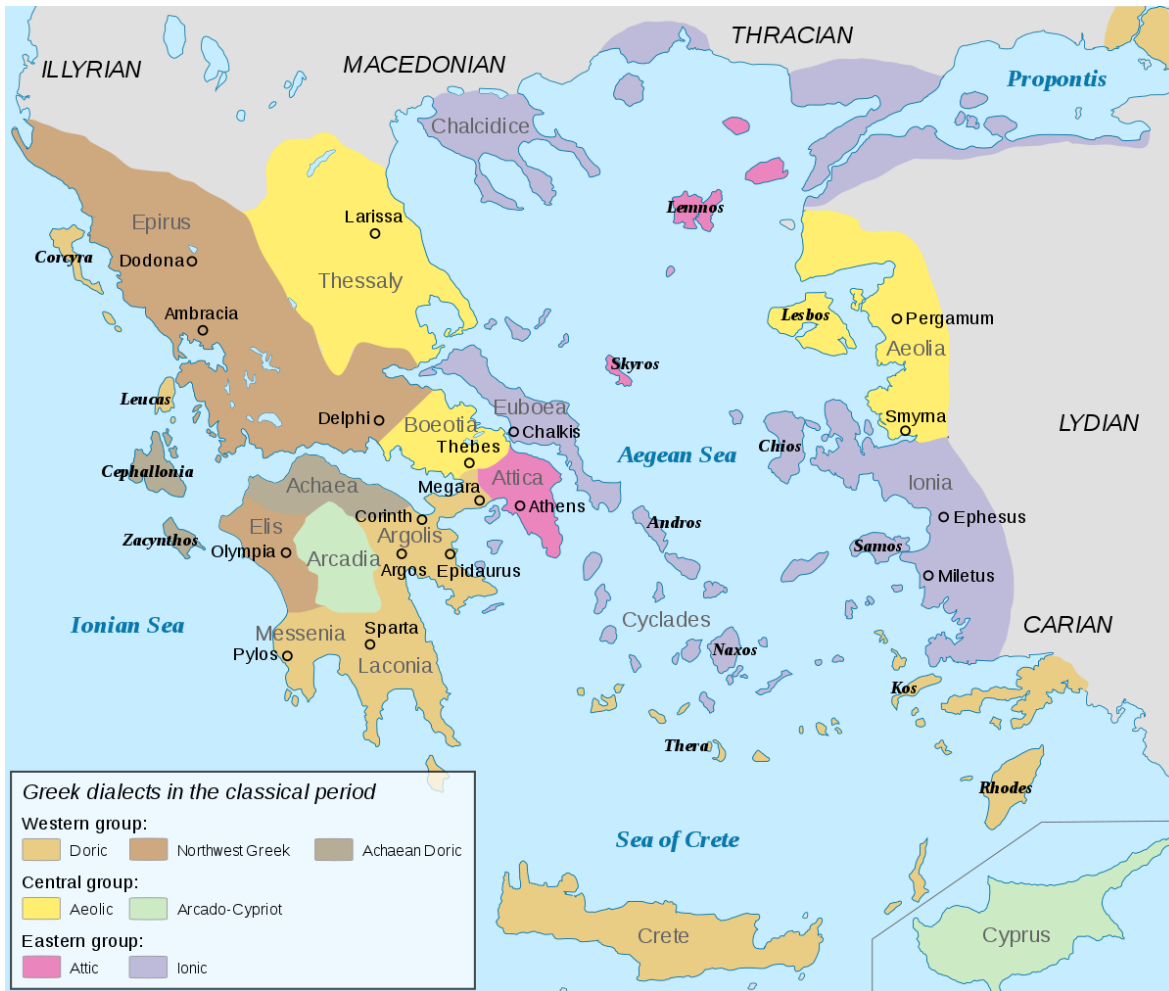 THRACIAN
MACEDONIAN
ILLYRIAN
Propontis
Chalcidice
Lemnos
Larissa
Epirus
Corcyra
Dodona
Thessaly
Ambracia
Lesbos
Pergamum
Aeolia
Skyros
Leucas
Delphi
Boeotia
Euboea
Chalkis
Smyrna
LYDIAN
Thebes
Chios
Aegean Sea
Cephallonia
Achaea
Megara
Attica
Ionia
Athens
Corinth
Elis
Argolis
Andros
Ephesus
Zacynthos
Olympia
Arcadia
Argos
Epidaurus
Samos
Miletus
Ionian Sea
Cyclades
CARIAN
Messenia
Sparta
Pylos
Laconia
Naxos
Kos
Thera
Rhodes
Sea of Crete
Crete
Cyprus
Greek dialects in the classical period
Western group:
Doric Northwest Greek Achaean Doric
Central group:
Aeolic Arcado-Cypriot
Eastern group:
Attic Ionic